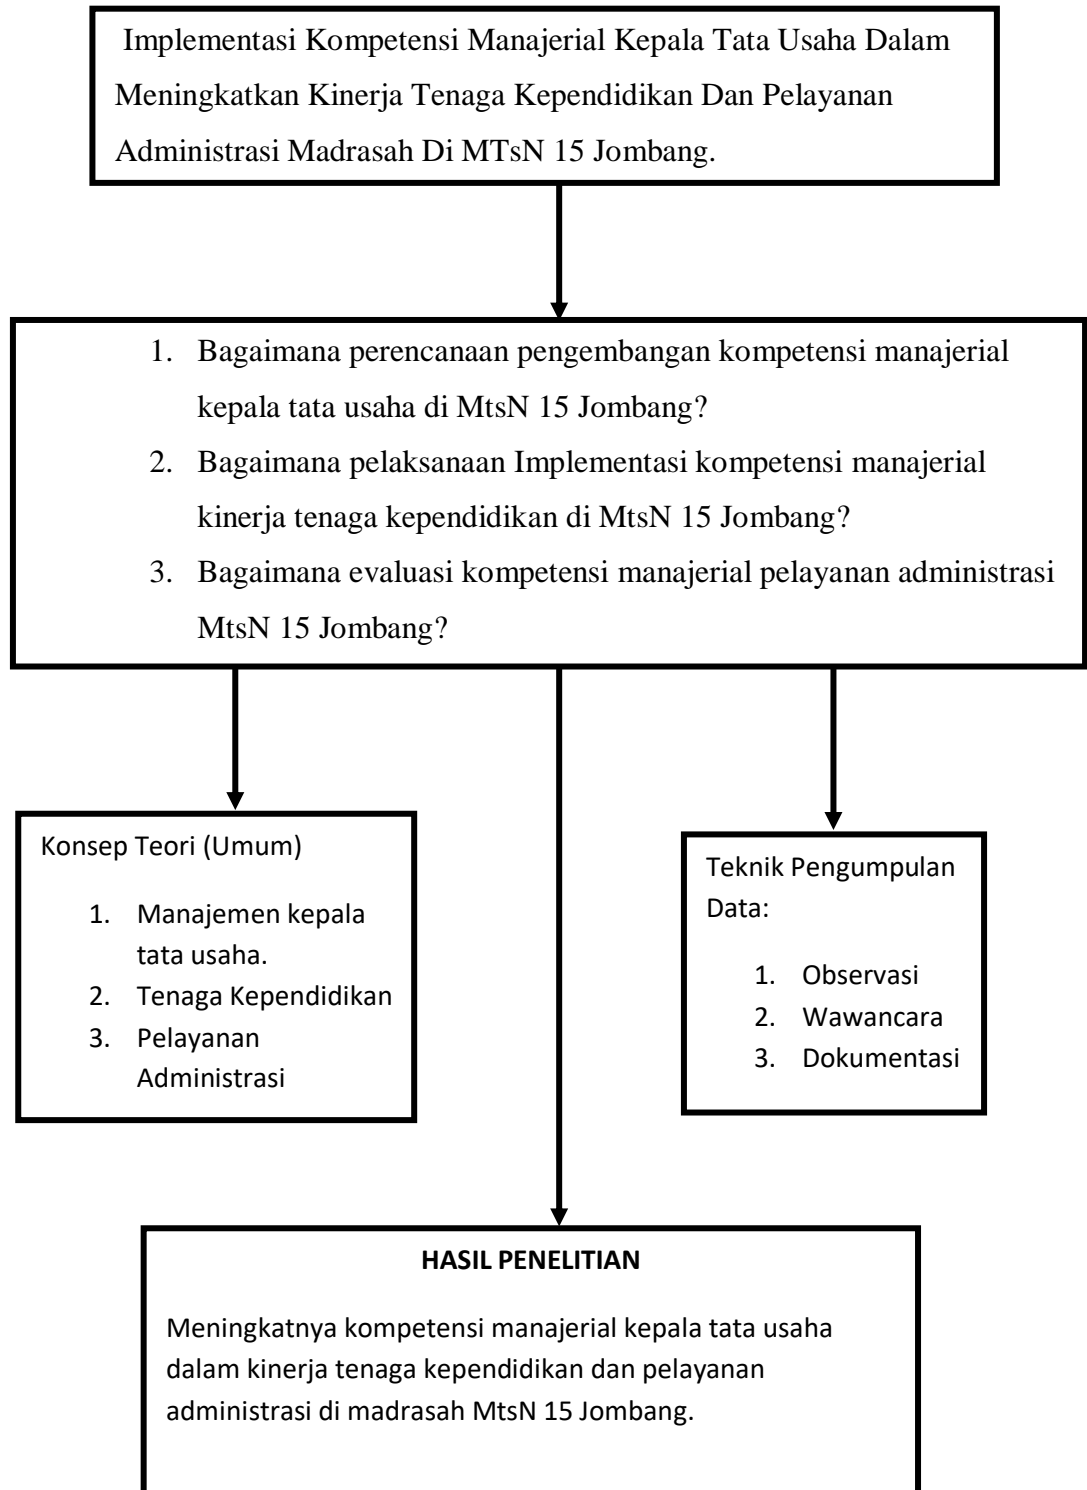 Implementasi Kompetensi Manajerial Kepala Tata Usaha Dalam
Meningkatkan Kinerja Tenaga Kependidikan Dan Pelayanan
Administrasi Madrasah Di MTsN 15 Jombang.
1. Bagaimana perencanaan pengembangan kompetensi manajerial
kepala tata usaha di MtsN 15 Jombang?
2. Bagaimana pelaksanaan Implementasi kompetensi manajerial
kinerja tenaga kependidikan di MtsN 15 Jombang?
3. Bagaimana evaluasi kompetensi manajerial pelayanan administrasi
MtsN 15 Jombang?
Konsep Teori (Umum)
1. Manajemen kepala
tata usaha.
2. Tenaga Kependidikan
3. Pelayanan
Administrasi
Teknik Pengumpulan
Data:
1. Observasi
2. Wawancara
3. Dokumentasi
HASIL PENELITIAN
Meningkatnya kompetensi manajerial kepala tata usaha
dalam kinerja tenaga kependidikan dan pelayanan
administrasi di madrasah MtsN 15 Jombang.